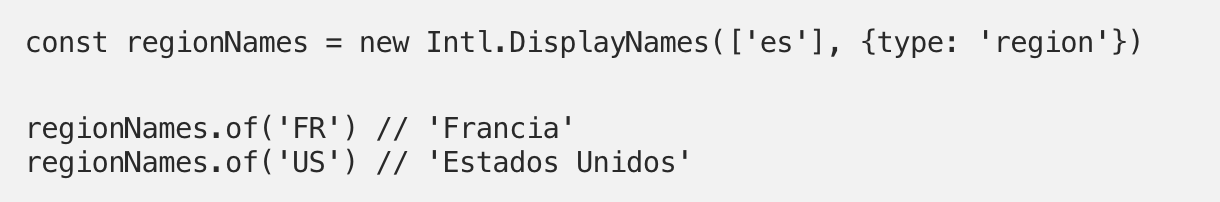 const regionNames = new Intl.DisplayNames(['es'], {type: 'region'})
regionNames.of('FR') // 'Francia'
regionNames.of('US') // 'Estados Unidos'